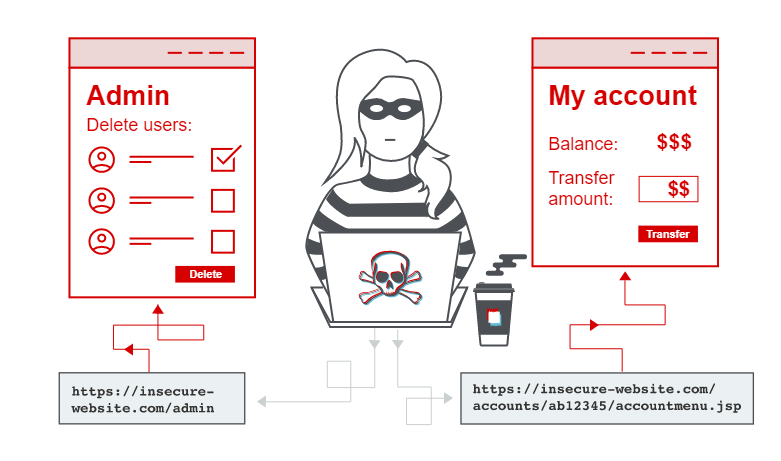 Admin
Delete users:
Delete
My account
Balance: $$$
Transfer
amount: $$
Transfer
https://insecure-
website.com/admin
https://insecure-website.com/
accounts/ab12345/accountmenu.jsp